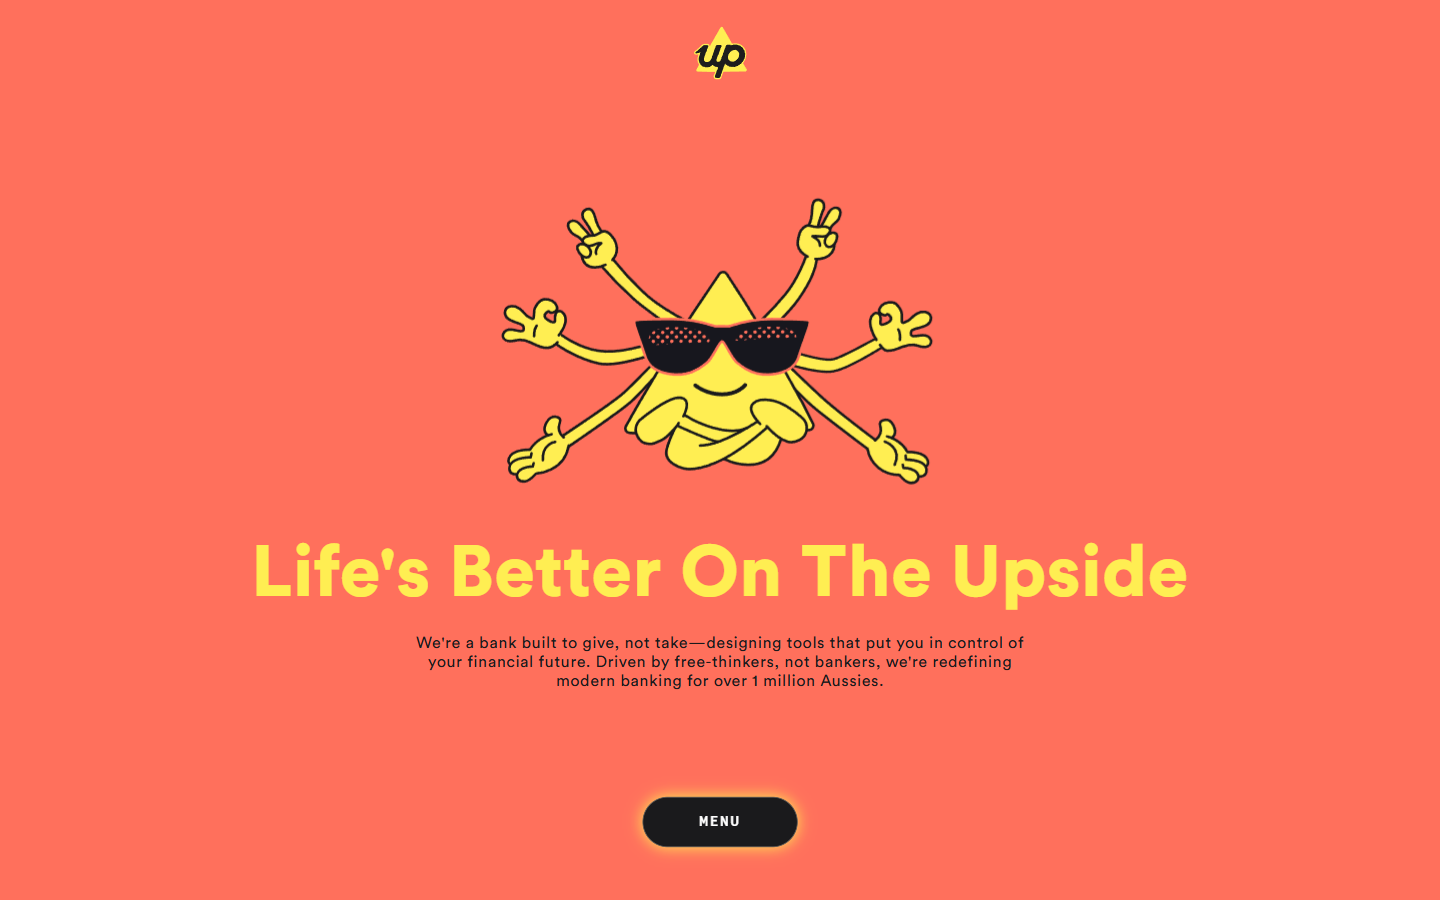 up
Life's Better On The Upside
We're a bank built to give, not take—designing tools that put you in control of
your financial future. Driven by free-thinkers, not bankers, we're redefining
modern banking for over 1 million Aussies.
MENU